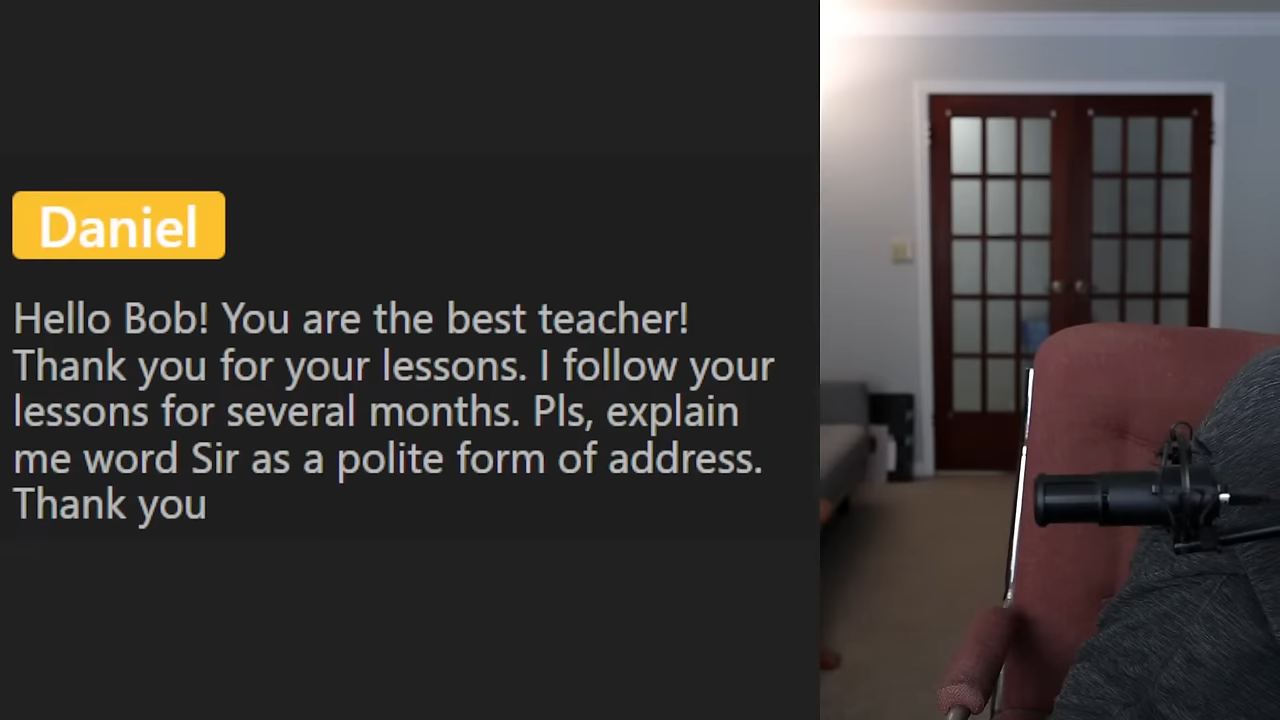 Daniel
Hello Bob! You are the best teacher!
Thank you for your lessons. I follow your
lessons for several months. Pls, explain
me word Sir as a polite form of address.
Thank you